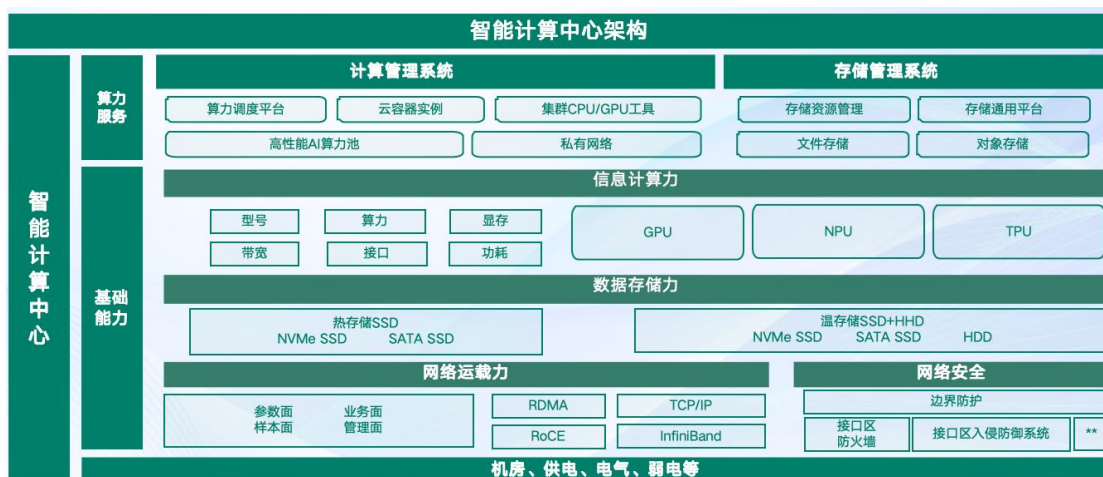 智能计算中心架构
智能计算中心
算力
服务
计算管理系统
存储管理系统
算力调度平台
云容器实例
集群CPU/GPU工具
存储资源管理
存储通用平台
高性能AI算力池
私有网络
文件存储
对象存储
基础
能力
信息计算力
型号
算力
显存
带宽
接口
功耗
GPU
NPU
TPU
数据存储力
热存储SSD
NVMe SSD SATA SSD
温存储SSD+HHD
NVMe SSD SATA SSD HDD
网络运载力
网络安全
参数面 业务面
样本面 管理面
RDMA
TCP/IP
RoCE
InfiniBand
边界防护
接口区
防火墙
接口区入侵防御系统
**
机房、供电、电气、弱电等